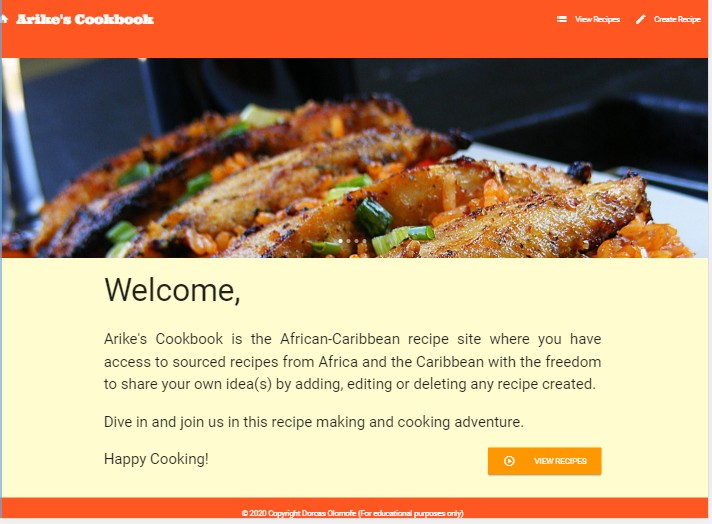 Arike's Cookbook
View Recipes
Create Recipe
Welcome,
Arike's Cookbook is the African-Caribbean recipe site where you have
access to sourced recipes from Africa and the Caribbean with the freedom
to share your own idea(s) by adding, editing or deleting any recipe created.
Dive in and join us in this recipe making and cooking adventure.
Happy Cooking!
VIEW RECIPES
© 2020 Copyright Dorcas Olomofe (For educational purposes only)